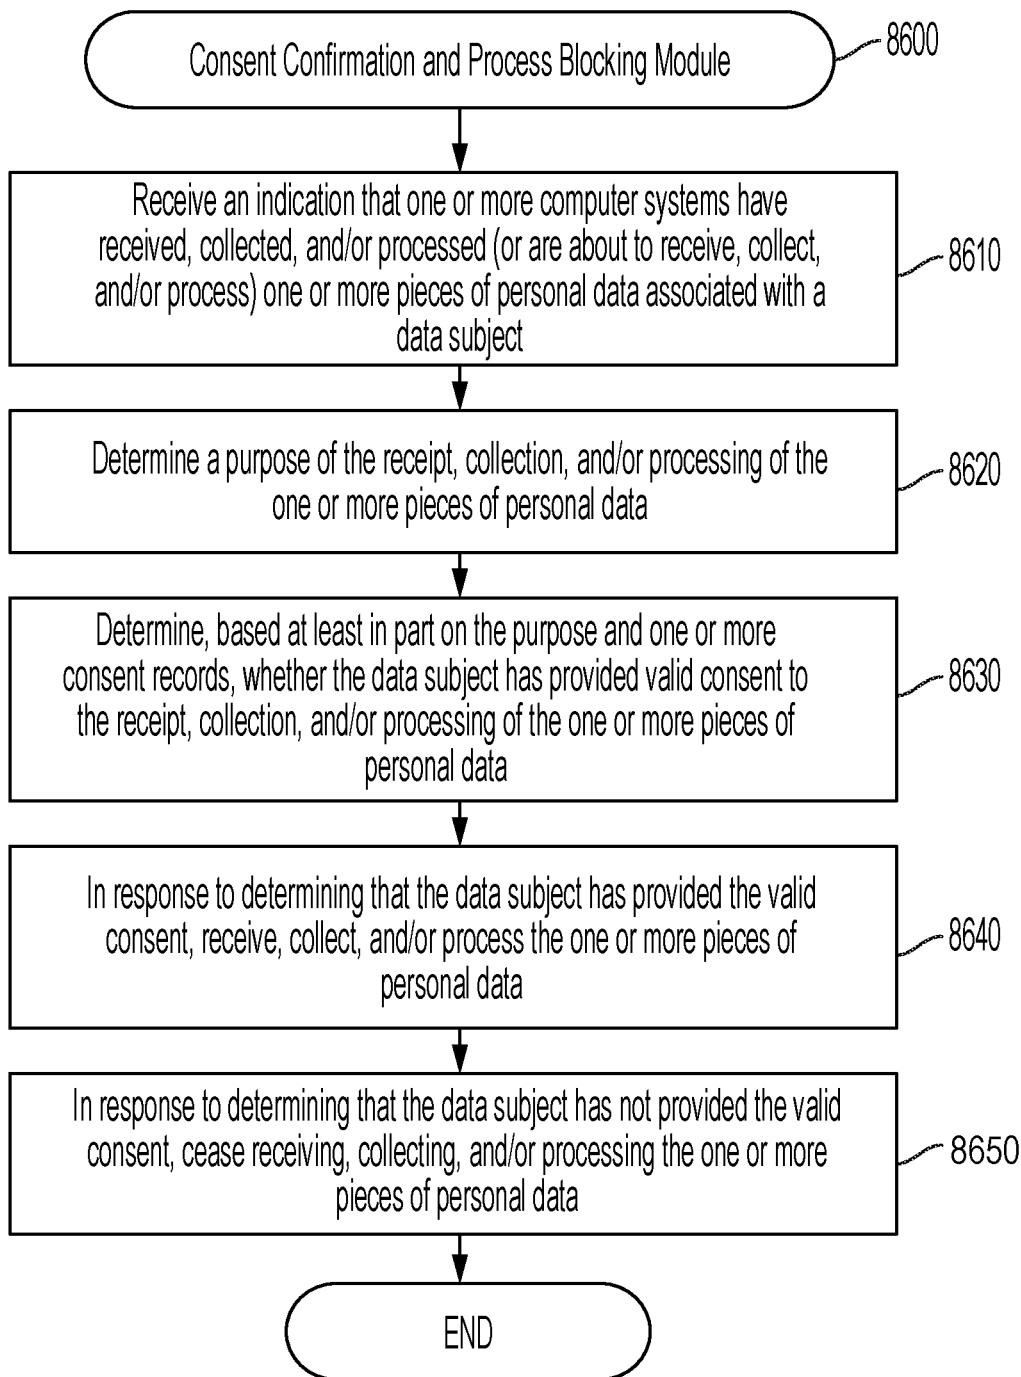 Consent Confirmation and Process Blocking Module
8600
Receive an indication that one or more computer systems have
received, collected, and/or processed (or are about to receive, collect,
and/or process) one or more pieces of personal data associated with a
data subject
8610
Determine a purpose of the receipt, collection, and/or processing of the
one or more pieces of personal data
8620
Determine, based at least in part on the purpose and one or more
consent records, whether the data subject has provided valid consent to
the receipt, collection, and/or processing of the one or more pieces of
personal data
8630
In response to determining that the data subject has provided the valid
consent, receive, collect, and/or process the one or more pieces of
personal data
8640
In response to determining that the data subject has not provided the valid
consent, cease receiving, collecting, and/or processing the one or more
pieces of personal data
8650
END